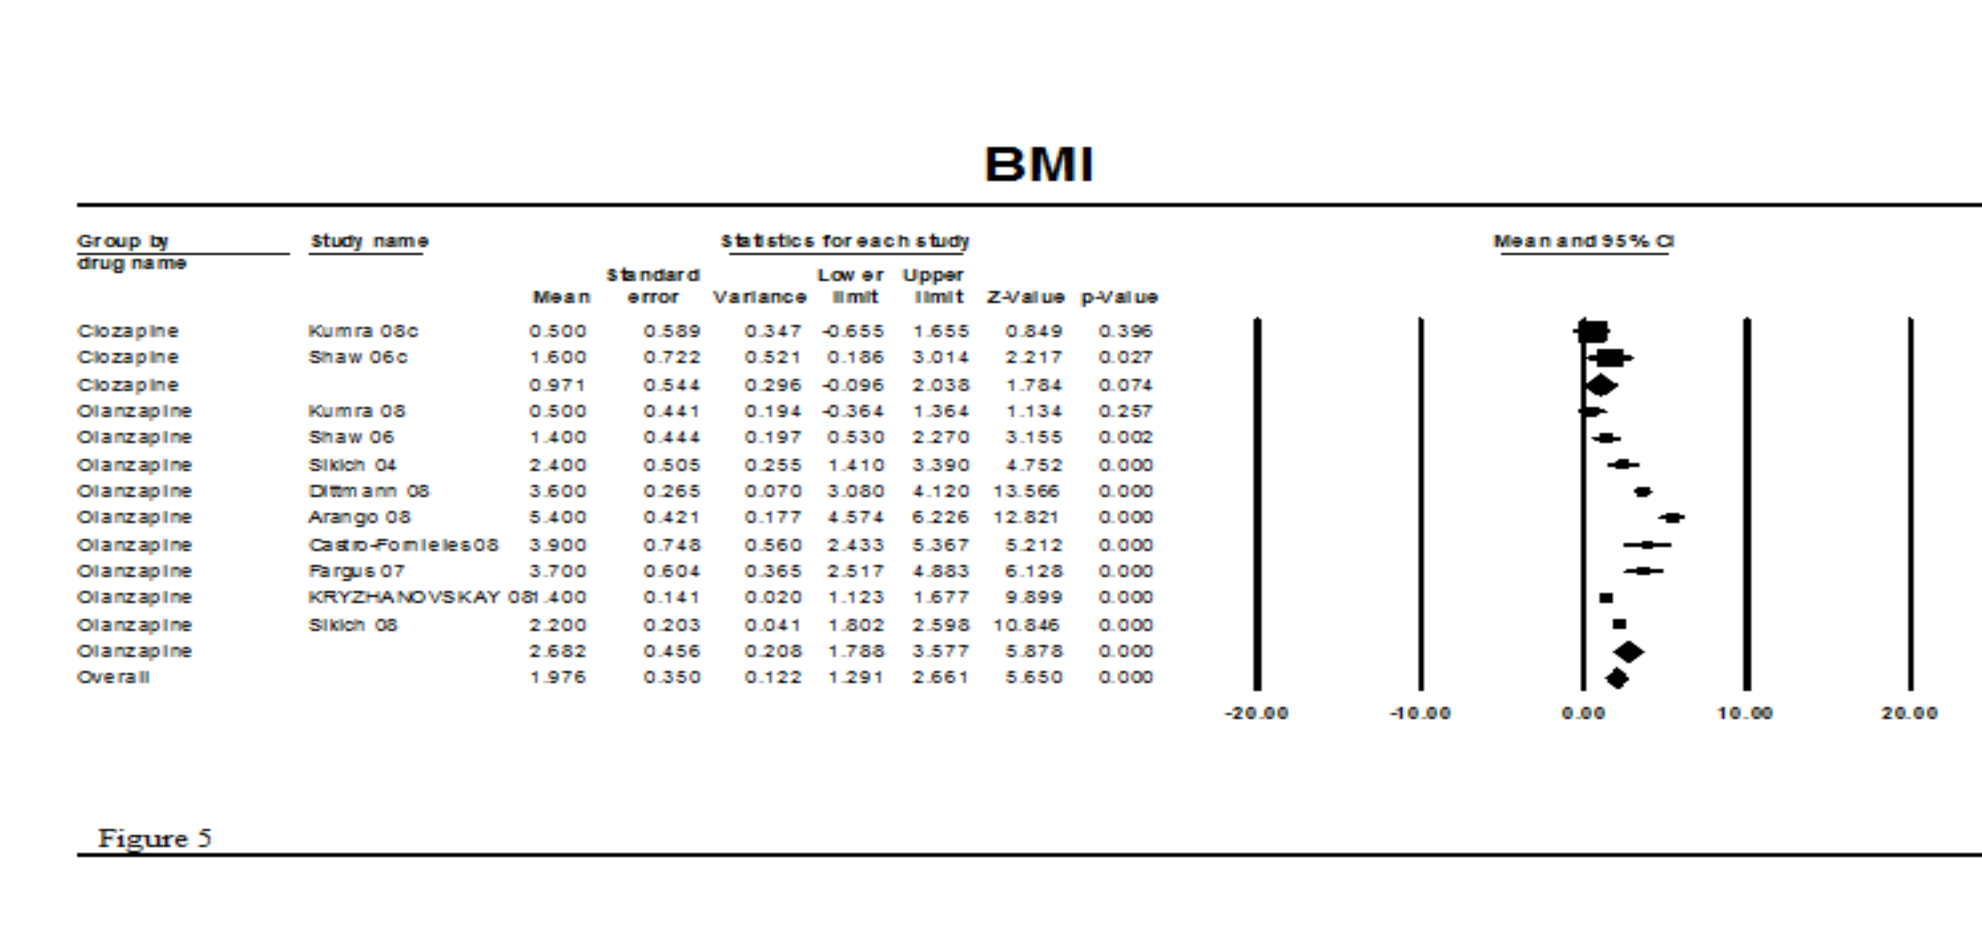 BMI
Group by Study name Statistics for each study Mean and 95% CI
drug name
Standard Lower Upper
Mean error Variance limit limit Z-Value p-Value
Clozapine Kumra 08c 0.500 0.589 0.347 -0.655 1.655 0.849 0.396
Clozapine Shaw 06c 1.600 0.722 0.521 0.186 3.014 2.217 0.027
Clozapine 0.971 0.544 0.296 -0.096 2.038 1.784 0.074
Olanzapine Kumra 08 0.500 0.441 0.194 -0.364 1.364 1.134 0.257
Olanzapine Shaw 06 1.400 0.444 0.197 0.530 2.270 3.155 0.002
Olanzapine Sikich 04 2.400 0.505 0.255 1.410 3.390 4.752 0.000
Olanzapine Dittmann 08 3.600 0.265 0.070 3.080 4.120 13.566 0.000
Olanzapine Arango 08 5.400 0.421 0.177 4.574 6.226 12.821 0.000
Olanzapine Castro-Fornieles08 3.900 0.748 0.560 2.433 5.367 5.212 0.000
Olanzapine Fargus 07 3.700 0.604 0.365 2.517 4.883 6.128 0.000
Olanzapine KRYZHANOVSKAY 081.400 0.141 0.020 1.123 1.677 9.899 0.000
Olanzapine Sikich 08 2.200 0.203 0.041 1.802 2.598 10.846 0.000
Olanzapine 2.682 0.456 0.208 1.788 3.577 5.878 0.000
Overall 1.976 0.350 0.122 1.291 2.661 5.650 0.000
-20.00 -10.00 0.00 10.00 20.00
Figure 5